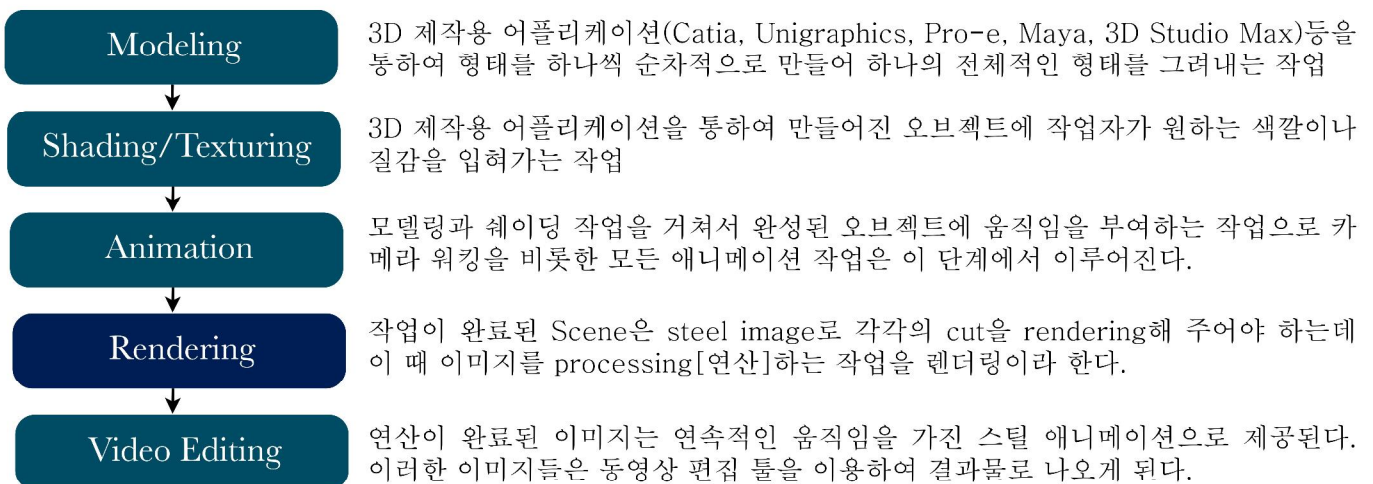 Modeling
3D 제작용 어플리케이션(Catia, Unigraphics, Pro-e, Maya, 3D Studio Max)등을
통하여 형태를 하나씩 순차적으로 만들어 하나의 전체적인 형태를 그려내는 작업
Shading/Texturing
3D 제작용 어플리케이션을 통하여 만들어진 오브젝트에 작업자가 원하는 색깔이나
질감을 입혀가는 작업
Animation
모델링과 쉐이딩 작업을 거쳐서 완성된 오브젝트에 움직임을 부여하는 작업으로 카
메라 워킹을 비롯한 모든 애니메이션 작업은 이 단계에서 이루어진다.
Rendering
작업이 완료된 Scene은 steel image로 각각의 cut을 rendering해 주어야 하는데
이 때 이미지를 processing[연산]하는 작업을 렌더링이라 한다.
Video Editing
연산이 완료된 이미지는 연속적인 움직임을 가진 스틸 애니메이션으로 제공된다.
이러한 이미지들은 동영상 편집 툴을 이용하여 결과물로 나오게 된다.